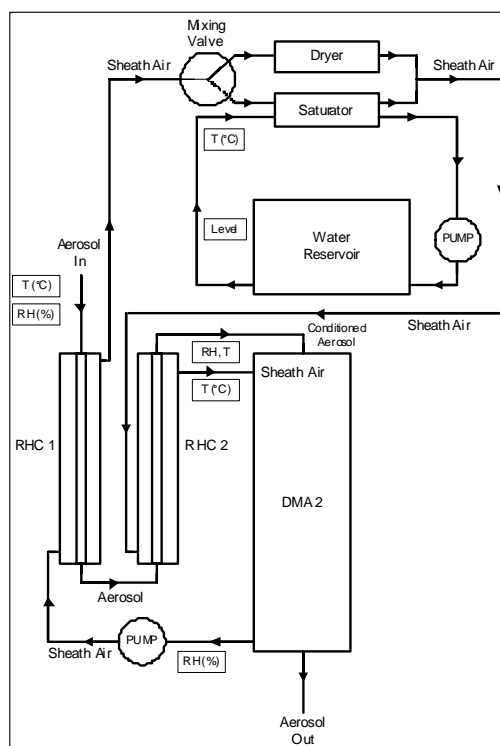 Mixing
Valve
Sheath Air
Dryer
Sheath Air
Saturator
T(°C)
Level
Water
Reservoir
PUMP
Aerosol
In
T(°C)
RH(%)
Conditioned
Aerosol
Sheath Air
RH, T
Sheath Air
T(°C)
RHC 1
RHC 2
DMA 2
Aerosol
PUMP
Sheath Air
RH(%)
Aerosol
Out